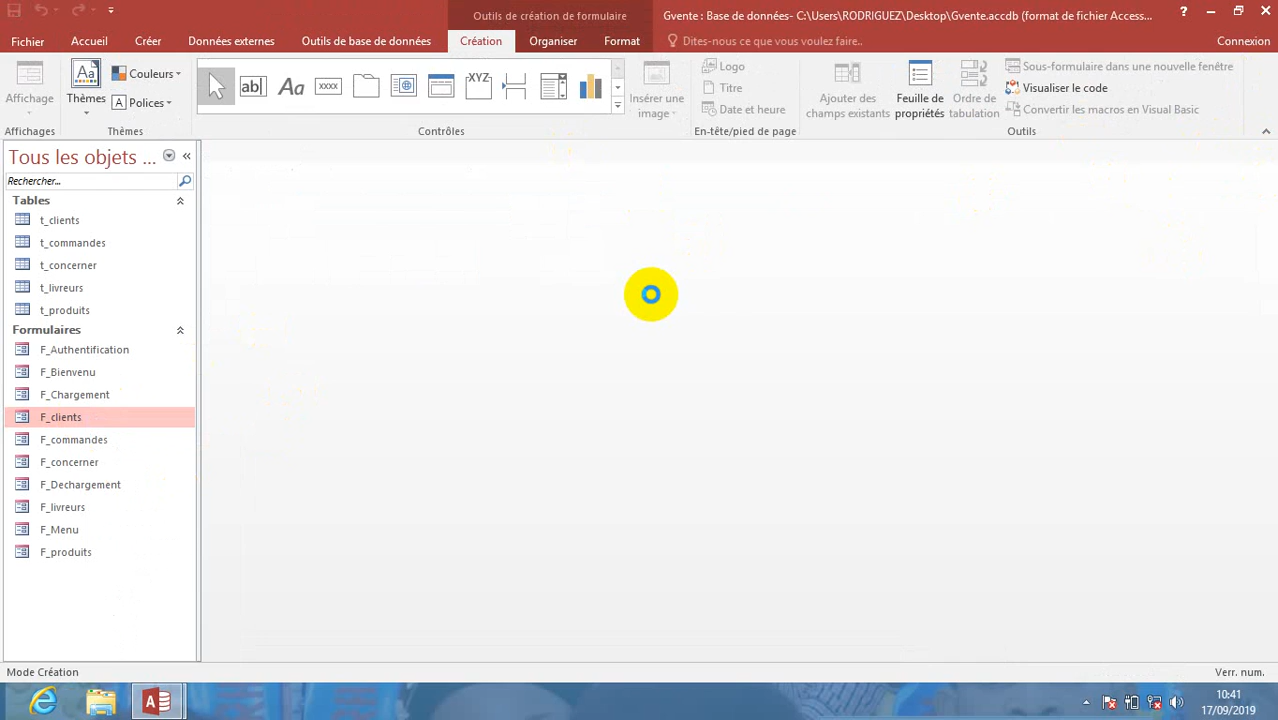 Outils de création de formulaire
Gvente : Base de données- C:\Users\RODRIGUEZ\Desktop\Gvente.accdb (format de fichier Access...
?
Fichier
Accueil
Créer
Données externes
Outils de base de données
Création
Organiser
Format
Dites-nous ce que vous voulez faire..
Connexion
Affichage
Aa
Thèmes
Couleurs
Polices
ab|
Aa
xxxx
XYZ
Insérer une image
Logo
Titre
Date et heure
Ajouter des champs existants
Feuille de propriétés
Ordre de tabulation
Sous-formulaire dans une nouvelle fenêtre
Visualiser le code
Convertir les macros en Visual Basic
Affichages
Thèmes
Contrôles
En-tête/pied de page
Outils
Tous les objets ...
Rechercher...
Tables
t_clients
t_commandes
t_concerner
t_livreurs
t_produits
Formulaires
F_Authentification
F_Bienvenu
F_Chargement
F_clients
F_commandes
F_concerner
F_Dechargement
F_livreurs
F_Menu
F_produits
Mode Création
Verr. num.
10:41
17/09/2019